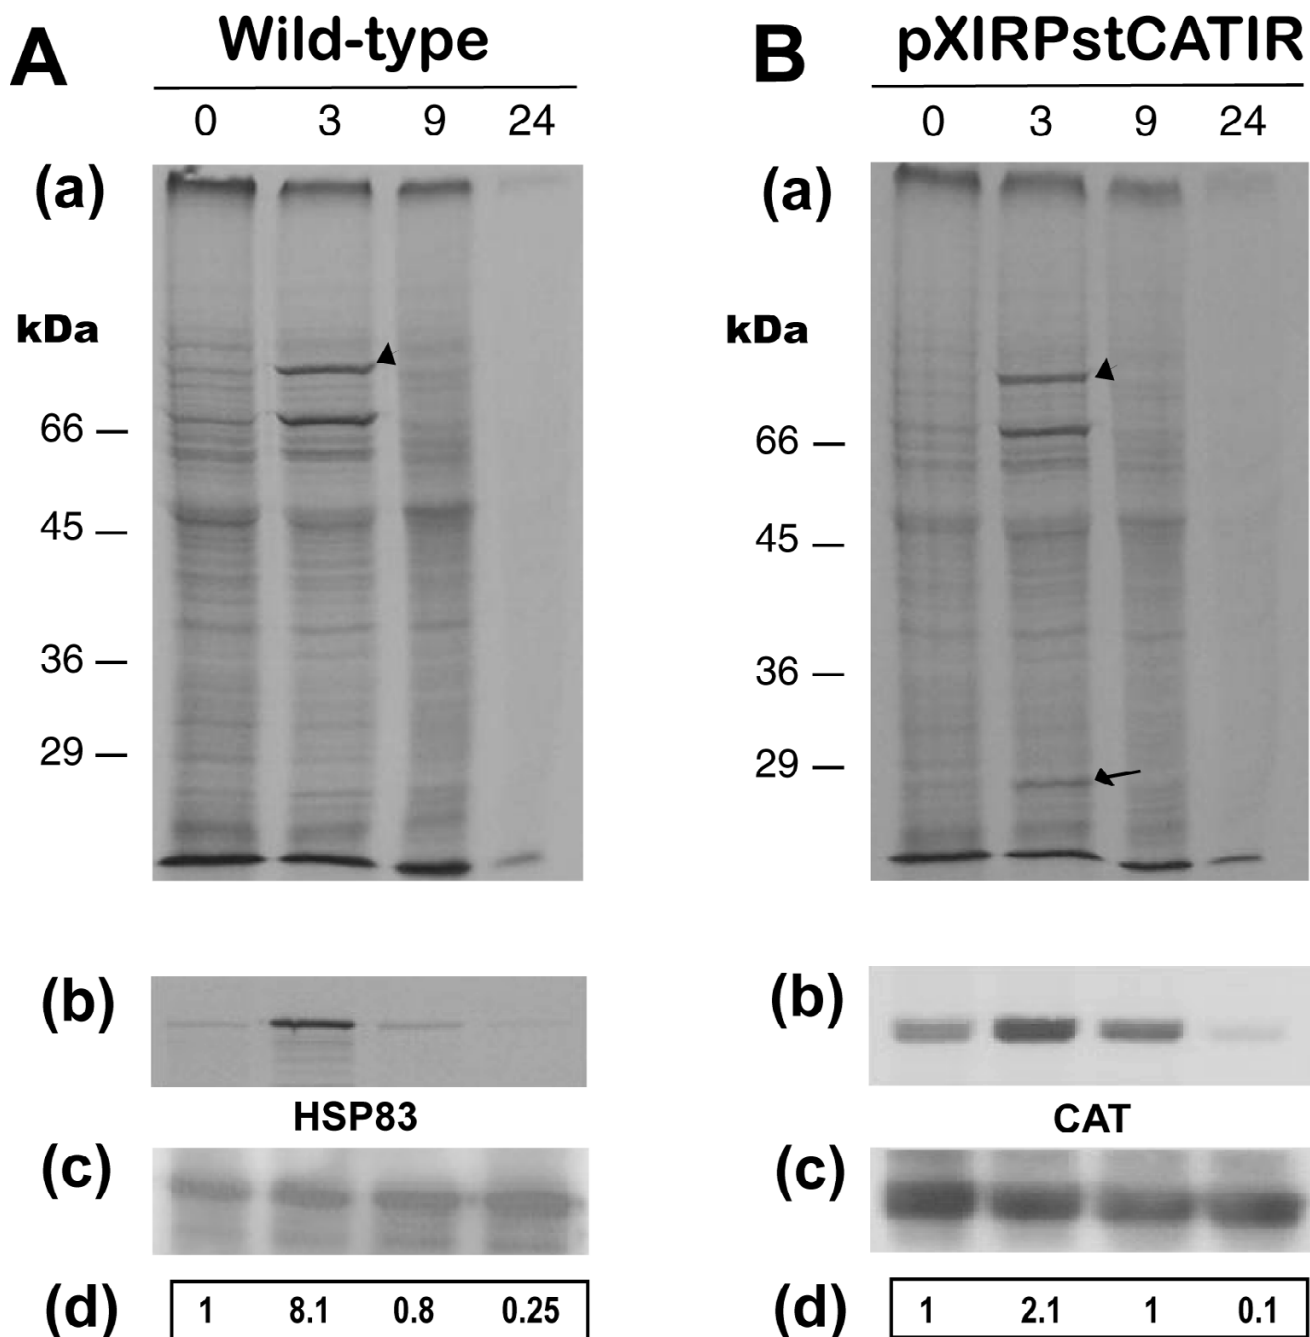 A Wild-type
0 3 9 24
(a)
kDa
66
45
36
29
(b)
HSP83
(c)
(d) 1 8.1 0.8 0.25
B pXIRPstCATIR
0 3 9 24
(a)
kDa
66
45
36
29
(b)
CAT
(c)
(d) 1 2.1 1 0.1